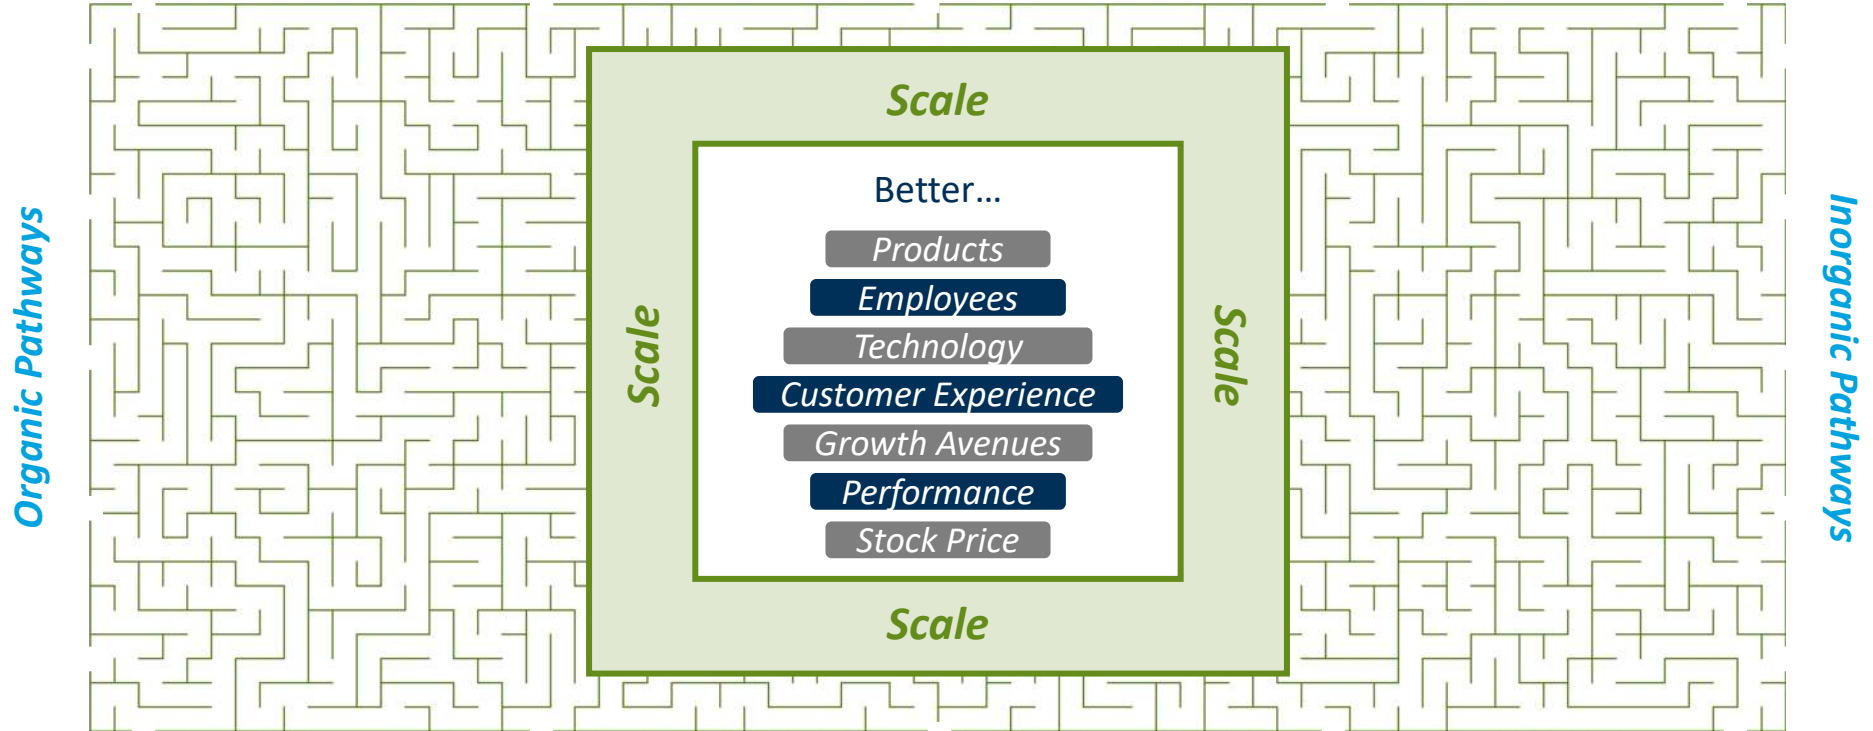 Scale
Organic Pathways
Scale
Better...
Products
Employees
Technology
Customer Experience
Growth Avenues
Performance
Stock Price
Scale
Inorganic Pathways
Scale